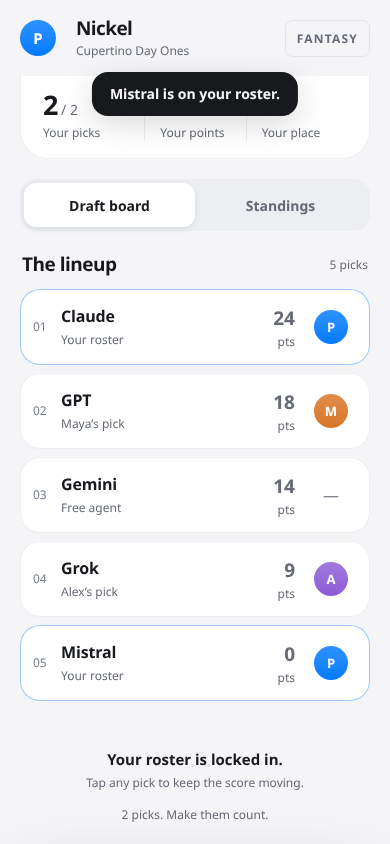 P
Nickel
Cupertino Day Ones
FANTASY
Mistral is on your roster.
2 / 2
Your picks
Your points
Your place
Draft board
Standings
The lineup
5 picks
01
Claude
Your roster
24
pts
P
02
GPT
Maya’s pick
18
pts
M
03
Gemini
Free agent
14
pts
—
04
Grok
Alex’s pick
9
pts
A
05
Mistral
Your roster
0
pts
P
Your roster is locked in.
Tap any pick to keep the score moving.
2 picks. Make them count.